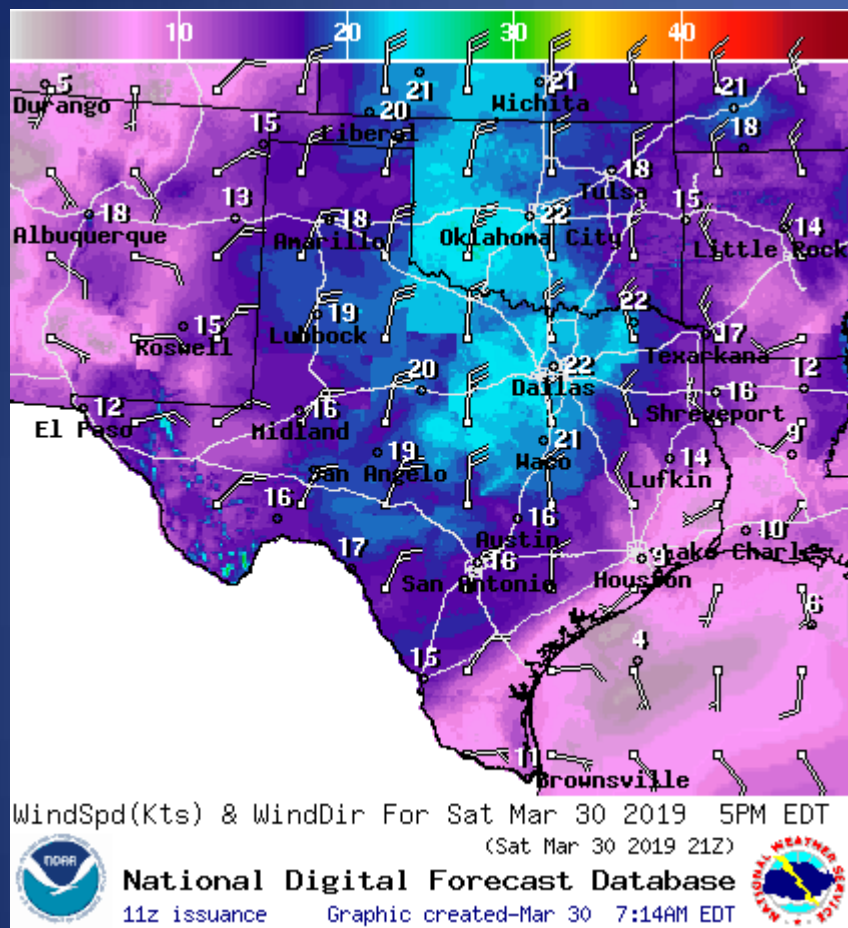 10 20 30 40
5 21 21 21
Durango Wichita
20
Liberal
15 18
18
Tulsa
18 13 18 22 15 14
Albuquerque Amarillo Oklahoma City Little Rock
15 19 22 17
Roswell Lubbock Texarkana
20 22 12
Dallas
12 16 16
El Paso Midland Shreveport
19 21 14 9
San Angelo Waco Lufkin
16 16 10
Austin
17 16 9 Lake Charles
San Antonio Houston
6
4
15
11
Brownsville
WindSpd(Kts) & WindDir For Sat Mar 30 2019 5PM EDT
(Sat Mar 30 2019 21Z)
National Digital Forecast Database
11z issuance Graphic created-Mar 30 7:14AM EDT
NOAA
NATIONAL WEATHER SERVICE